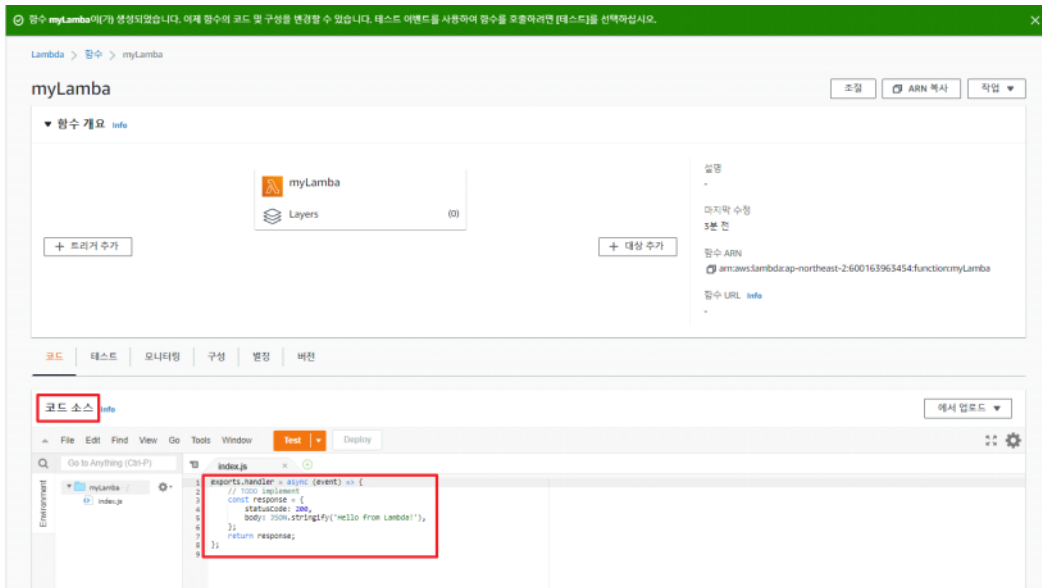 함수 myLamba이(가) 생성되었습니다. 이제 함수의 코드 및 구성을 변경할 수 있습니다. 테스트 이벤트를 사용하여 함수를 호출하려면 [테스트]를 선택하십시오.
Lambda > 함수 > myLamba
myLamba
조절 ARN 복사 작업 ▼
▼ 함수 개요 Info
myLamba
Layers (0)
+ 트리거 추가
+ 대상 추가
설명
-
마지막 수정
3분 전
함수 ARN
arn:aws:lambda:ap-northeast-2:600163963454:function:myLamba
함수 URL Info
-
코드 테스트 모니터링 구성 별칭 버전
코드 소스 Info
에서 업로드 ▼
File Edit Find View Go Tools Window Test Deploy
Go to Anything (Ctrl-P)
index.js
Environment
myLamba - /
index.js
1 exports.handler = async (event) => {
2 // TODO implement
3 const response = {
4 statusCode: 200,
5 body: JSON.stringify('Hello from Lambda!'),
6 };
7 return response;
8 };
9